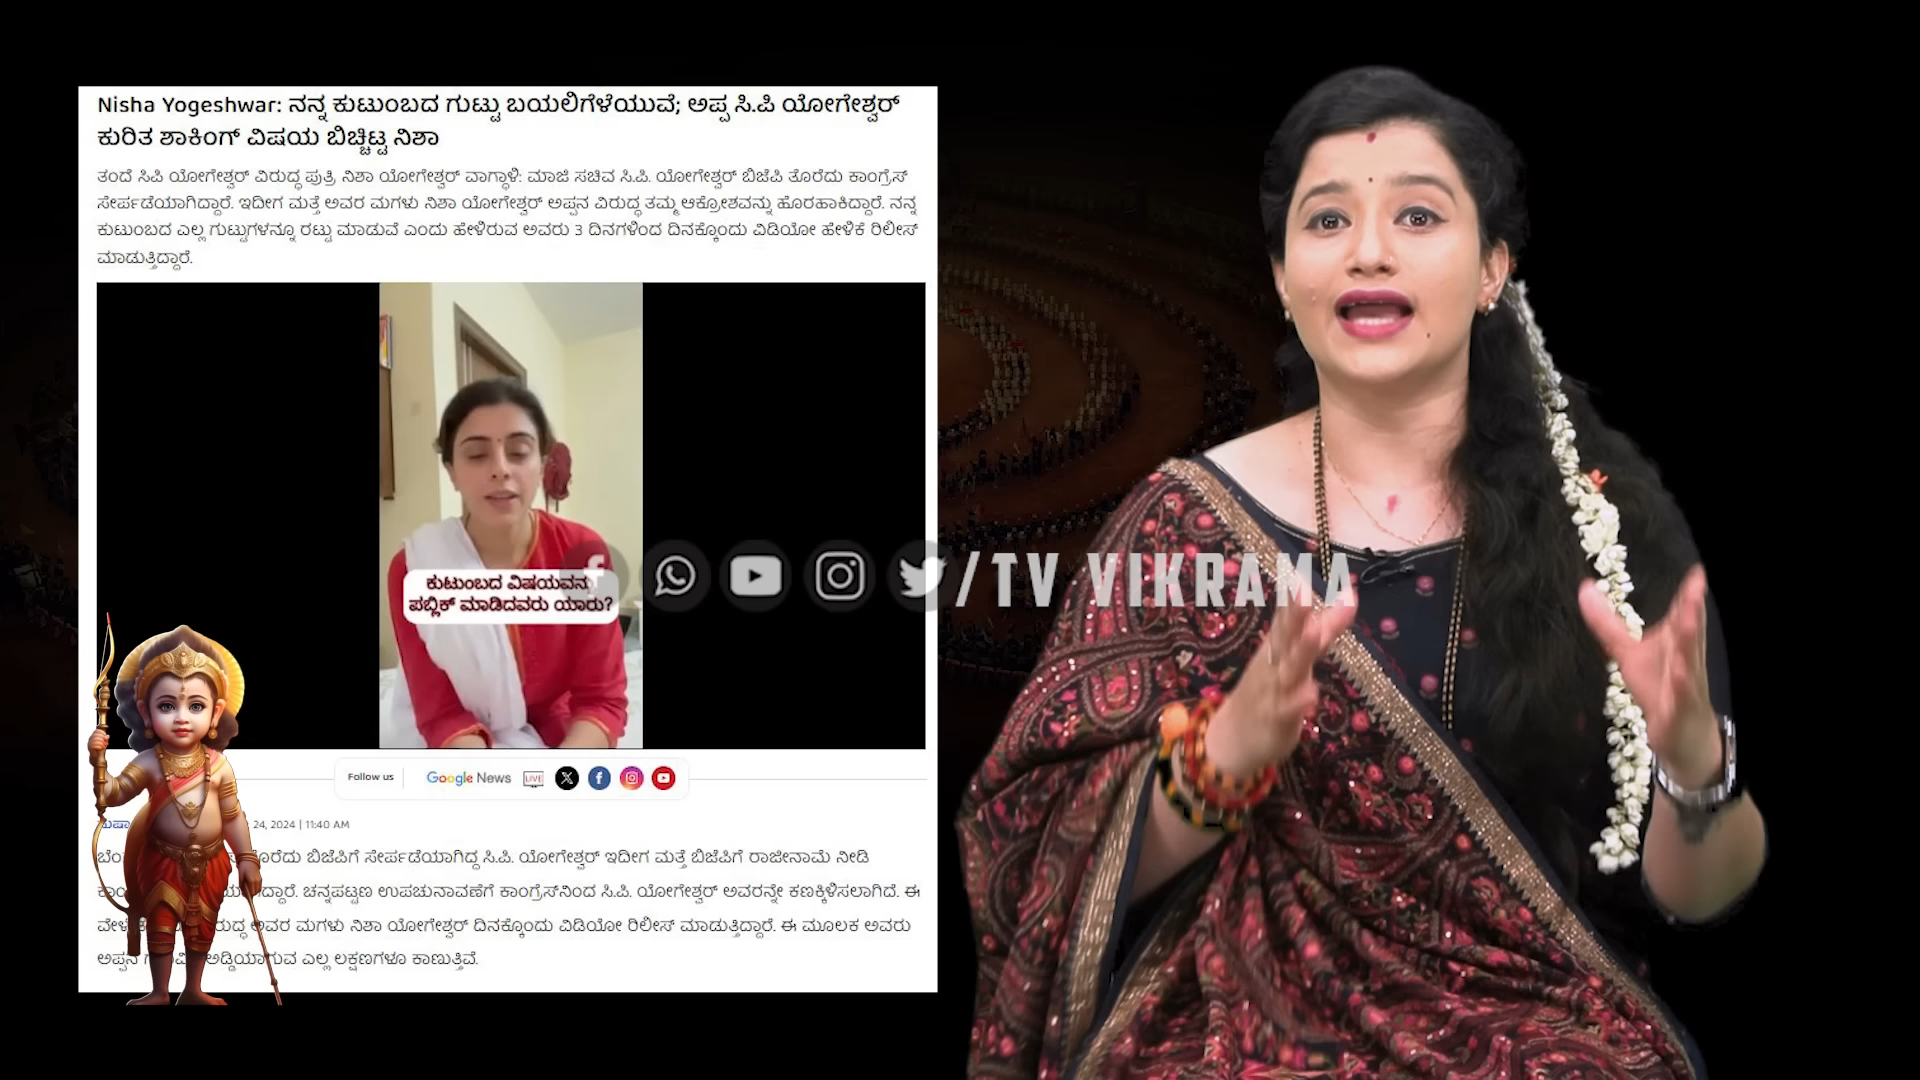 Nisha Yogeshwar: ನನ್ನ ಕುಟುಂಬದ ಗುಟ್ಟು ಬಯಲಿಗೆಳೆಯುವೆ; ಅಪ್ಪ ಸಿ.ಪಿ ಯೋಗೇಶ್ವರ್
ಕುರಿತ ಶಾಕಿಂಗ್ ವಿಷಯ ಬಿಚ್ಚಿಟ್ಟ ನಿಶಾ
ತಂದೆ ಸಿಪಿ ಯೋಗೇಶ್ವರ್ ವಿರುದ್ಧ ಪುತ್ರಿ ನಿಶಾ ಯೋಗೇಶ್ವರ್ ವಾಗ್ದಾಳಿ: ಮಾಜಿ ಸಚಿವ ಸಿ.ಪಿ. ಯೋಗೇಶ್ವರ್ ಬಿಜೆಪಿ ತೊರೆದು ಕಾಂಗ್ರೆಸ್
ಸೇರ್ಪಡೆಯಾಗಿದ್ದಾರೆ. ಇದೀಗ ಮತ್ತೆ ಅವರ ಮಗಳು ನಿಶಾ ಯೋಗೇಶ್ವರ್ ಅಪ್ಪನ ವಿರುದ್ಧ ತಮ್ಮ ಆಕ್ರೋಶವನ್ನು ಹೊರಹಾಕಿದ್ದಾರೆ. ನನ್ನ
ಕುಟುಂಬದ ಎಲ್ಲ ಗುಟ್ಟುಗಳನ್ನೂ ರಟ್ಟು ಮಾಡುವೆ ಎಂದು ಹೇಳಿರುವ ಅವರು 3 ದಿನಗಳಿಂದ ದಿನಕ್ಕೊಂದು ವಿಡಿಯೋ ಹೇಳಿಕೆ ರಿಲೀಸ್
ಮಾಡುತ್ತಿದ್ದಾರೆ.
ಕುಟುಂಬದ ವಿಷಯವನ್ನು
ಪಬ್ಲಿಕ್ ಮಾಡಿದವರು ಯಾರು?
/TV VIKRAMA
Follow us Google News LIVE
24, 2024 | 11:40 AM
ತೊರೆದು ಬಿಜೆಪಿಗೆ ಸೇರ್ಪಡೆಯಾಗಿದ್ದ ಸಿ.ಪಿ. ಯೋಗೇಶ್ವರ್ ಇದೀಗ ಮತ್ತೆ ಬಿಜೆಪಿಗೆ ರಾಜೀನಾಮೆ ನೀಡಿ
ಚನ್ನಪಟ್ಟಣ ಉಪಚುನಾವಣೆಗೆ ಕಾಂಗ್ರೆಸ್‌ನಿಂದ ಸಿ.ಪಿ. ಯೋಗೇಶ್ವರ್ ಅವರನ್ನೇ ಕಣಕ್ಕಿಳಿಸಲಾಗಿದೆ. ಈ
ಅವರ ಮಗಳು ನಿಶಾ ಯೋಗೇಶ್ವರ್ ದಿನಕ್ಕೊಂದು ವಿಡಿಯೋ ರಿಲೀಸ್ ಮಾಡುತ್ತಿದ್ದಾರೆ. ಈ ಮೂಲಕ ಅವರು
ಅಪ್ಪನ ಅಡ್ಡಿಯಾಗುವ ಎಲ್ಲ ಲಕ್ಷಣಗಳೂ ಕಾಣುತ್ತಿವೆ.